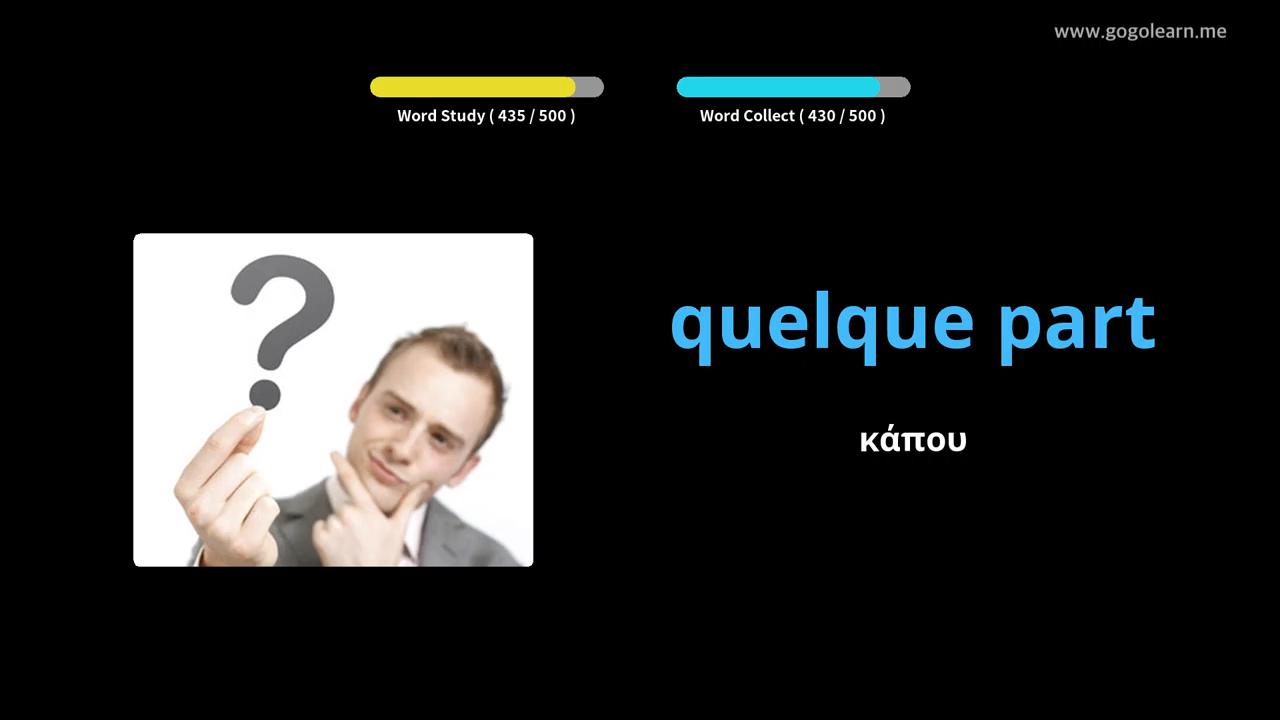 www.gogolearn.me
Word Study ( 435 / 500 )
Word Collect ( 430 / 500 )
quelque part
κάπου